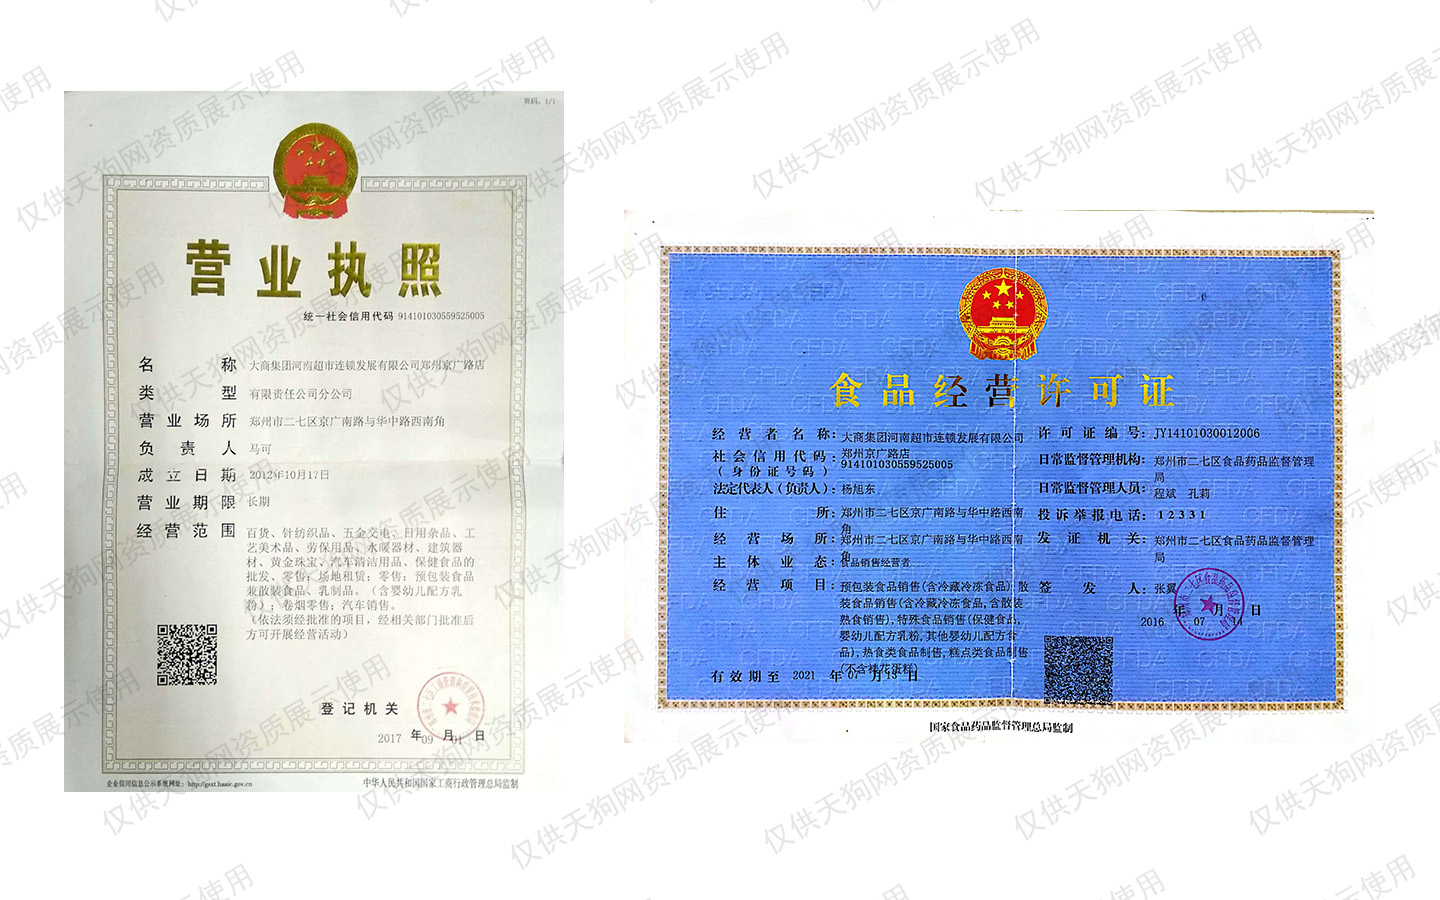 页码：1/1
营业执照
统一社会信用代码 914101030559525005
名称 大商集团河南超市连锁发展有限公司郑州京广路店
类型 有限责任公司分公司
营业场所 郑州市二七区京广南路与华中路西南角
负责人 马可
成立日期 2012年10月17日
营业期限 长期
经营范围 百货、针纺织品、五金交电、日用杂品、工
艺美术品、劳保用品、水暖器材、建筑器
材、黄金珠宝、汽车清洁用品、保健食品的
批发、零售；场地租赁；零售：预包装食品
兼散装食品、乳制品。（含婴幼儿配方乳
粉）；卷烟零售；汽车销售。
（依法须经批准的项目，经相关部门批准后
方可开展经营活动）
登记机关
2017 年 09 月 01 日
企业信用信息公示系统网址：http://gsxt.haaic.gov.cn
中华人民共和国国家工商行政管理总局监制
食品经营许可证
经营者名称：大商集团河南超市连锁发展有限公司
郑州京广路店
社会信用代码：
（身份证号码） 914101030559525005
法定代表人（负责人）：杨旭东
住所：郑州市二七区京广南路与华中路西南
角
经营场所：郑州市二七区京广南路与华中路西南
角
主体业态：食品销售经营者
经营项目：预包装食品销售(含冷藏冷冻食品)，散
装食品销售(含冷藏冷冻食品,含散装
熟食销售)，特殊食品销售(保健食品,
婴幼儿配方乳粉,其他婴幼儿配方食
品)，热食类食品制售,糕点类食品制售
(不含裱花蛋糕)
有效期至 2021 年 07 月 13 日
许可证编号：JY14101030012006
日常监督管理机构：郑州市二七区食品药品监督管理
局
日常监督管理人员：程斌 孔莉
投诉举报电话：12331
发证机关：郑州市二七区食品药品监督管理
局
签发人：张翼
2016 年 07 月 14 日
国家食品药品监督管理总局监制
仅供天狗网资质展示使用